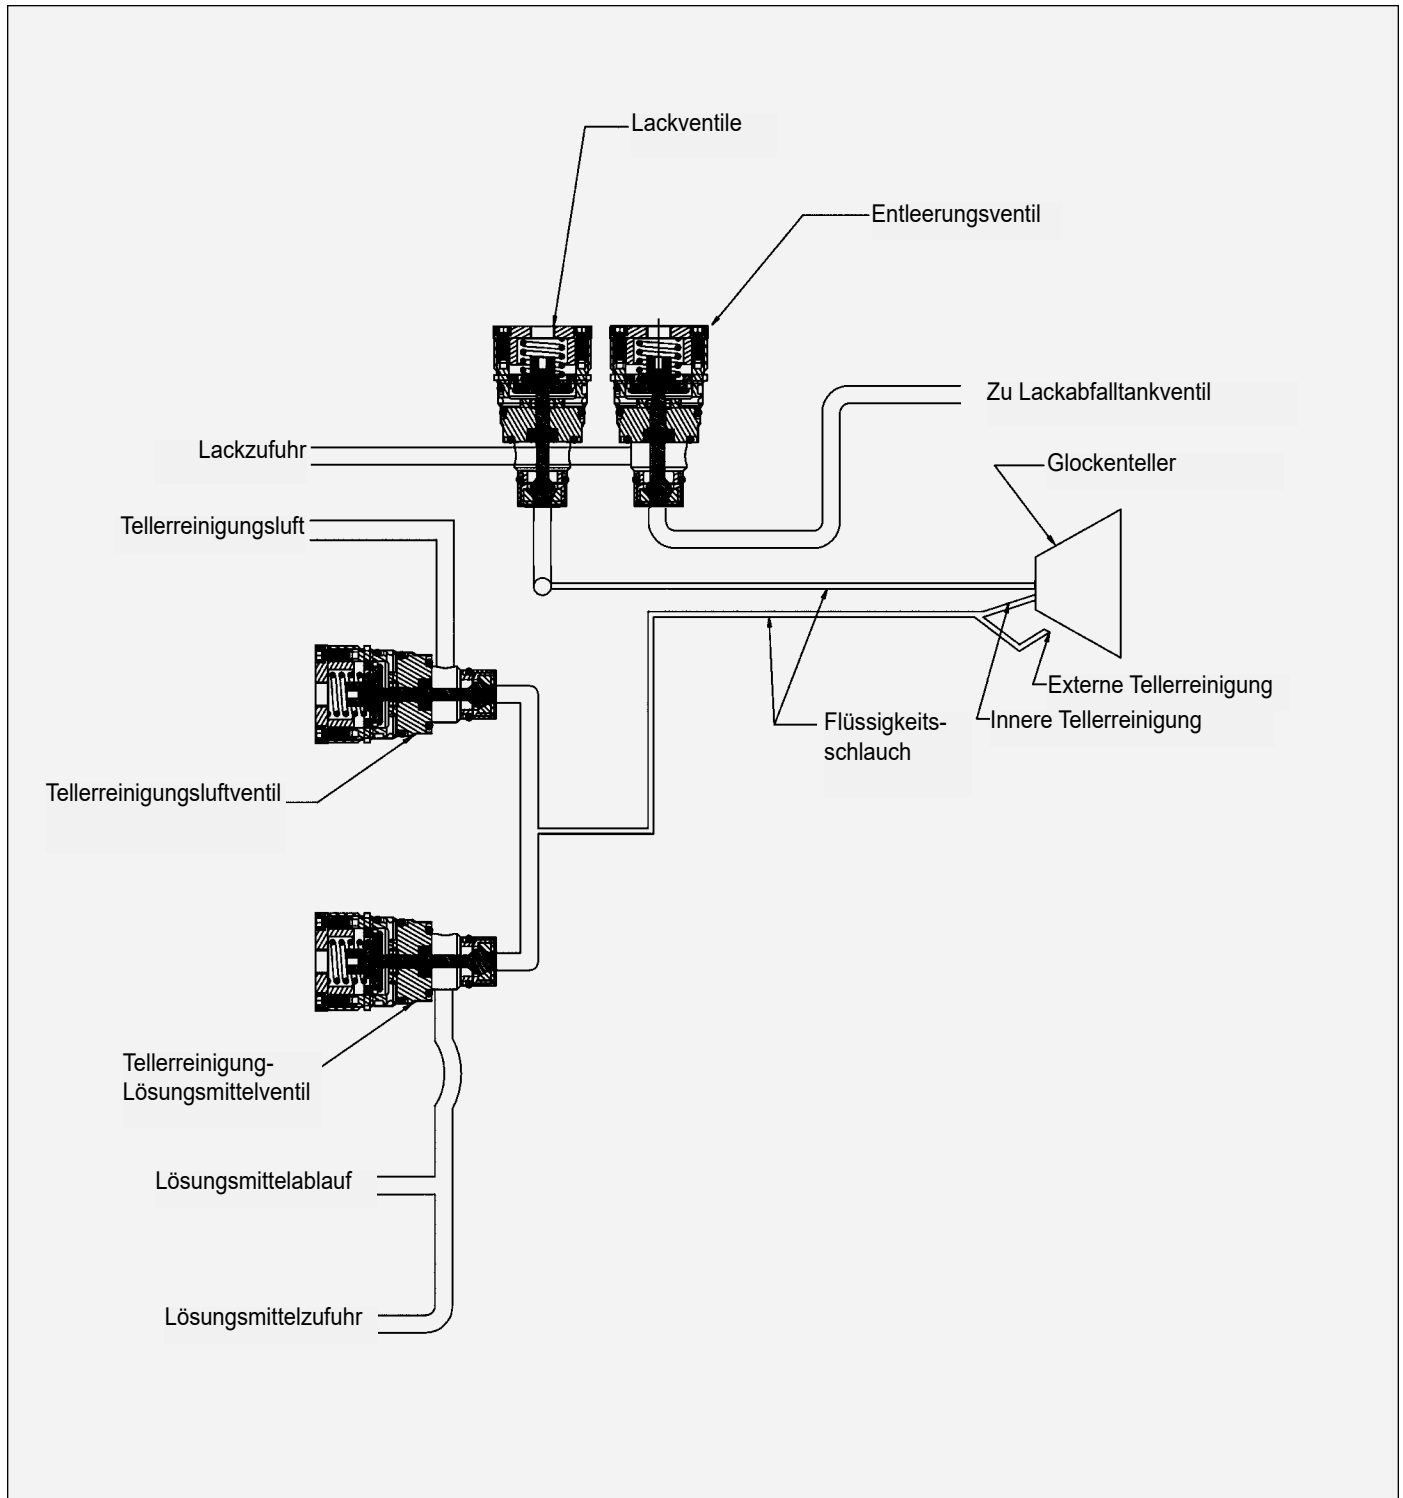 Lackventile
Entleerungsventil
Zu Lackabfalltankventil
Lackzufuhr
Glockenteller
Tellerreinigungsluft
Externe Tellerreinigung
Innere Tellerreinigung
Flüssigkeits-
schlauch
Tellerreinigungsluftventil
Tellerreinigung-
Lösungsmittelventil
Lösungsmittelablauf
Lösungsmittelzufuhr